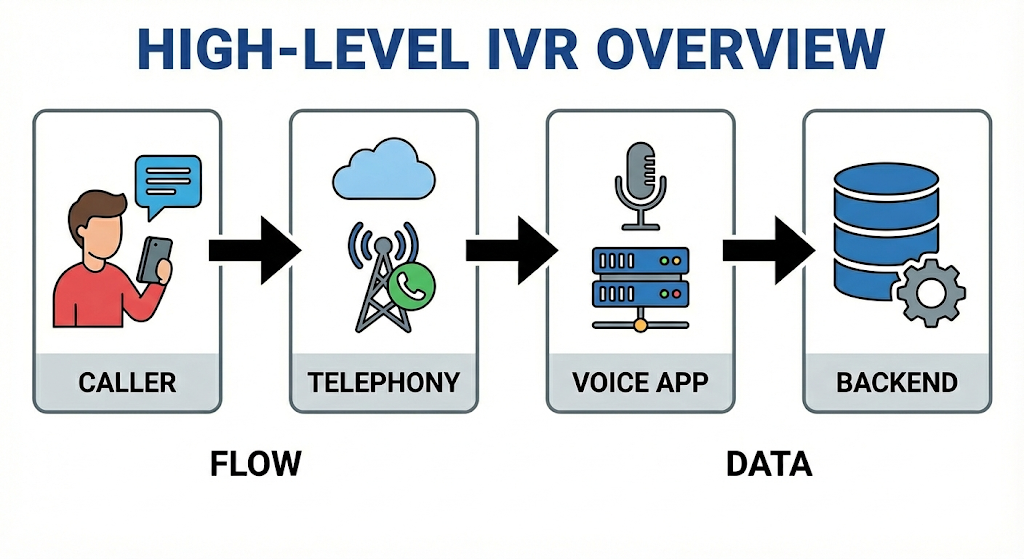 HIGH-LEVEL IVR OVERVIEW
CALLER
TELEPHONY
VOICE APP
BACKEND
FLOW
DATA